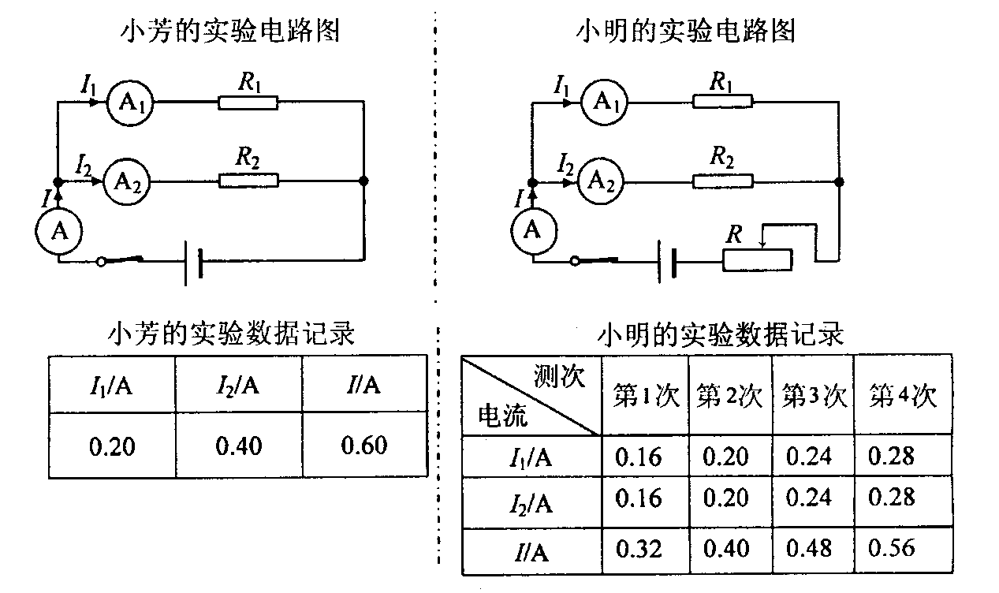 小芳的实验电路图
I₁
A₁
R₁
I₂
A₂
R₂
I
A
小芳的实验数据记录
I₁/A I₂/A I/A
0.20 0.40 0.60
小明的实验电路图
I₁
A₁
R₁
I₂
A₂
R₂
I
A
R
小明的实验数据记录
测次
电流
第1次 第2次 第3次 第4次
I₁/A 0.16 0.20 0.24 0.28
I₂/A 0.16 0.20 0.24 0.28
I/A 0.32 0.40 0.48 0.56